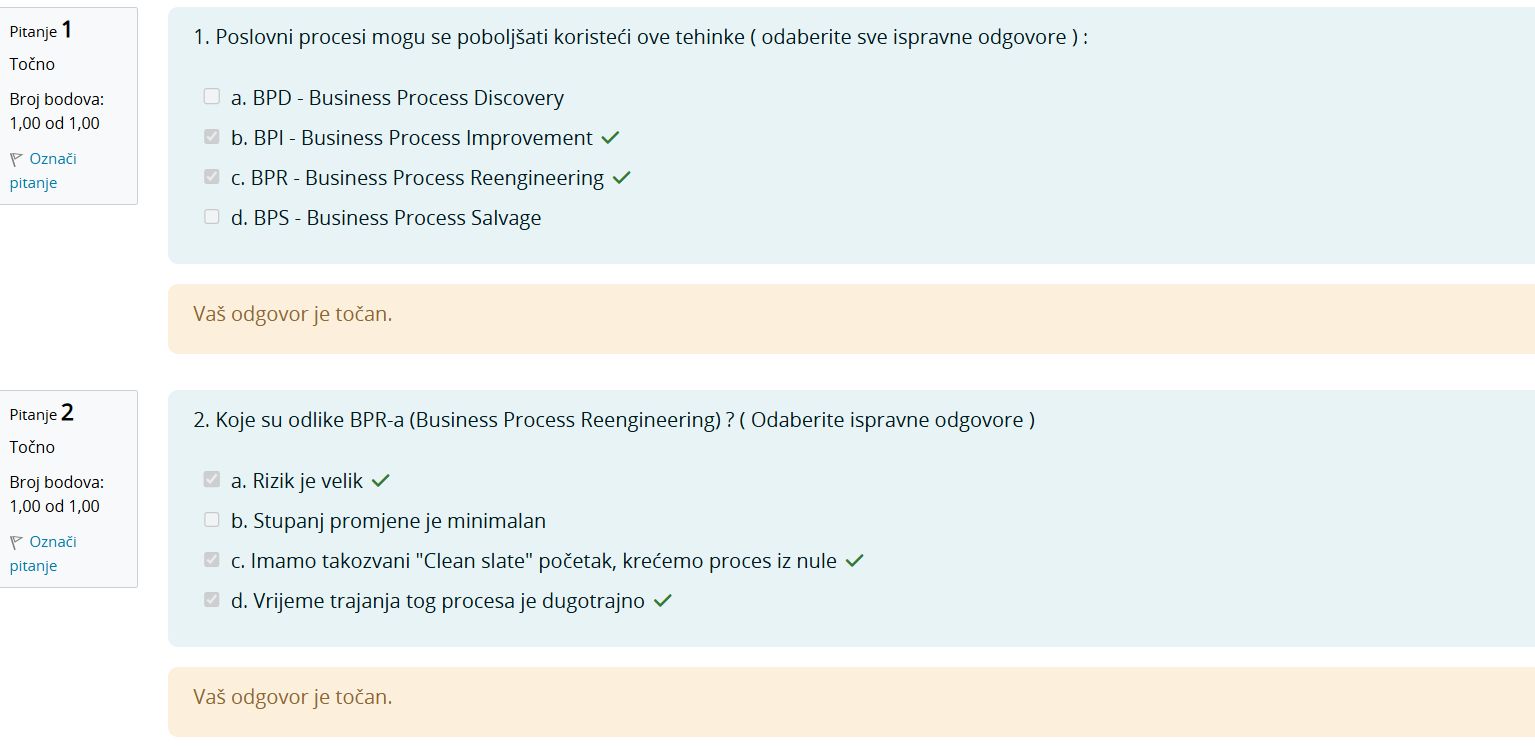 Pitanje 1
Točno
Broj bodova:
1,00 od 1,00
Označi
pitanje
1. Poslovni procesi mogu se poboljšati koristeći ove tehinke ( odaberite sve ispravne odgovore ) :
a. BPD - Business Process Discovery
b. BPI - Business Process Improvement
c. BPR - Business Process Reengineering
d. BPS - Business Process Salvage
Vaš odgovor je točan.
Pitanje 2
Točno
Broj bodova:
1,00 od 1,00
Označi
pitanje
2. Koje su odlike BPR-a (Business Process Reengineering) ? ( Odaberite ispravne odgovore )
a. Rizik je velik
b. Stupanj promjene je minimalan
c. Imamo takozvani "Clean slate" početak, krećemo proces iz nule
d. Vrijeme trajanja tog procesa je dugotrajno
Vaš odgovor je točan.